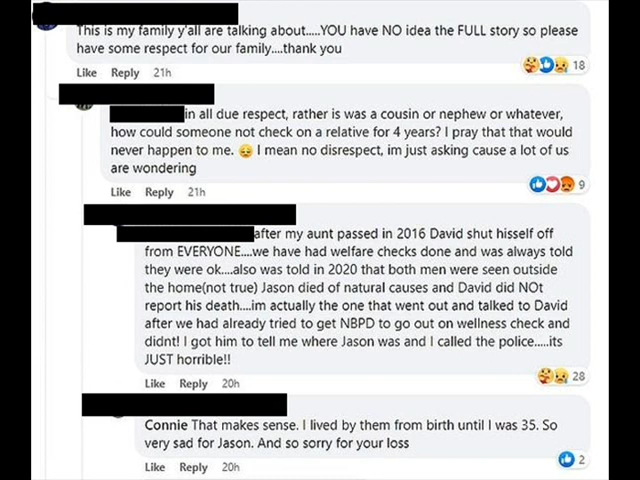 This is my family y'all are talking about.....YOU have NO idea the FULL story so please
have some respect for our family....thank you
Like Reply 21h
18
in all due respect, rather is was a cousin or nephew or whatever,
how could someone not check on a relative for 4 years? I pray that that would
never happen to me. 😔 I mean no disrespect, im just asking cause a lot of us
are wondering
Like Reply 21h
9
after my aunt passed in 2016 David shut hisself off
from EVERYONE....we have had welfare checks done and was always told
they were ok....also was told in 2020 that both men were seen outside
the home(not true) Jason died of natural causes and David did NOt
report his death....im actually the one that went out and talked to David
after we had already tried to get NBPD to go out on wellness check and
didnt! I got him to tell me where Jason was and I called the police.....its
JUST horrible!!
28
Like Reply 20h
Connie That makes sense. I lived by them from birth until I was 35. So
very sad for Jason. And so sorry for your loss
2
Like Reply 20h